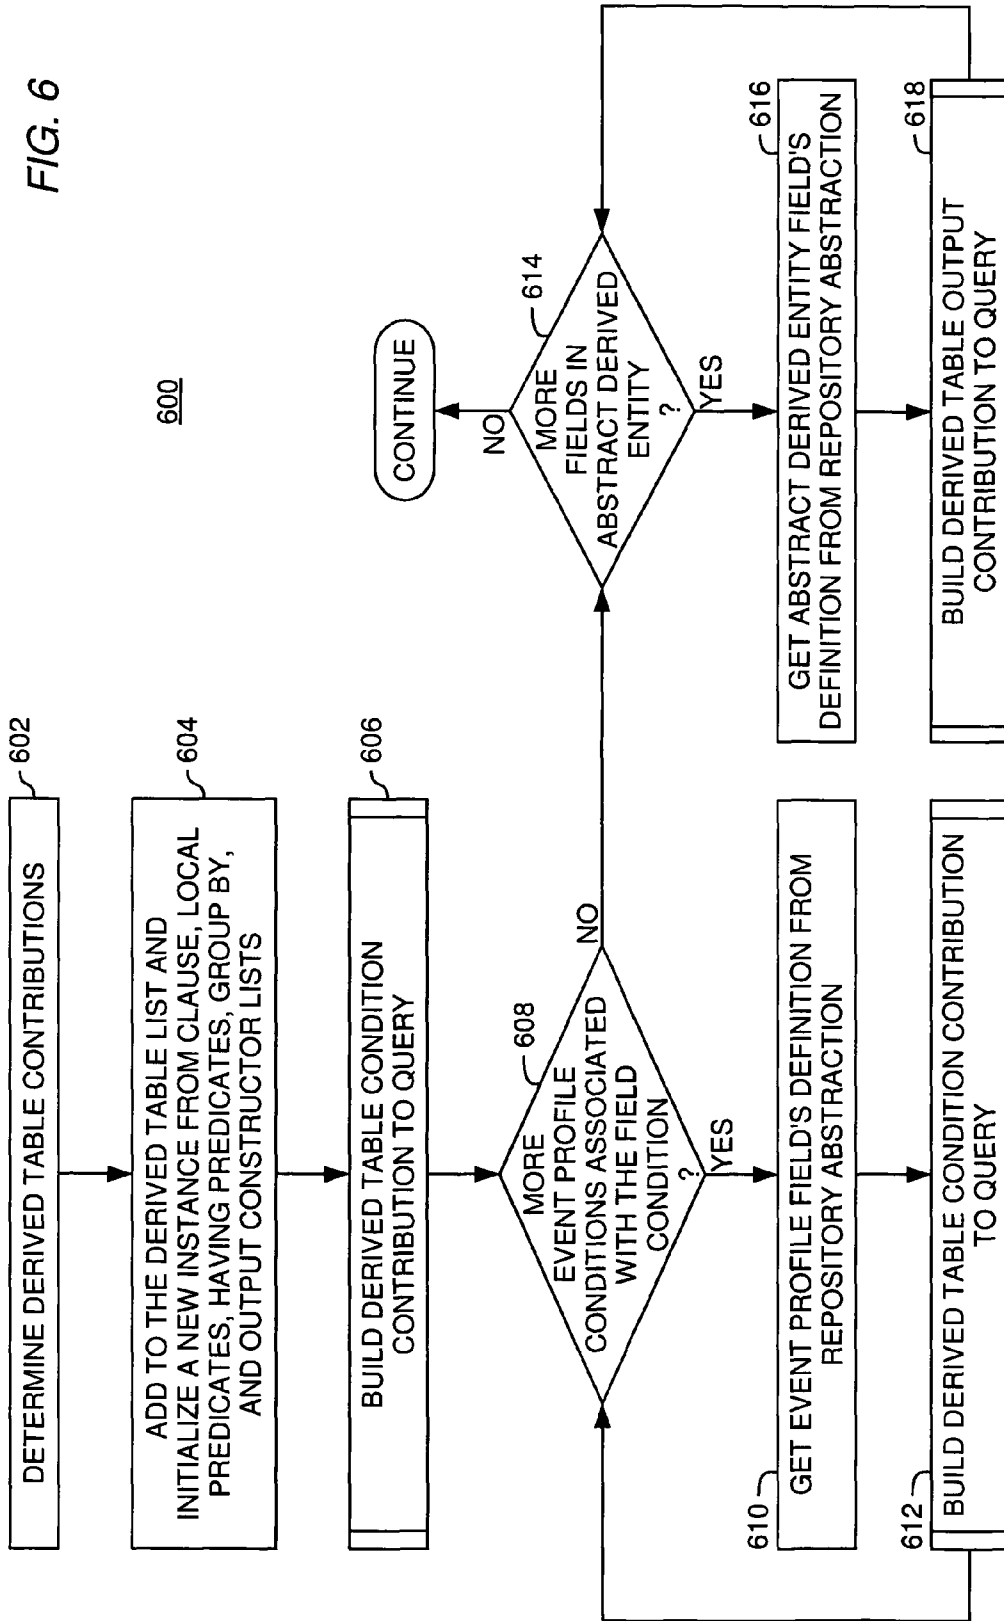 FIG. 6
600
602
DETERMINE DERIVED TABLE CONTRIBUTIONS
604
ADD TO THE DERIVED TABLE LIST AND
INITIALIZE A NEW INSTANCE FROM CLAUSE, LOCAL
PREDICATES, HAVING PREDICATES, GROUP BY,
AND OUTPUT CONSTRUCTOR LISTS
606
BUILD DERIVED TABLE CONDITION
CONTRIBUTION TO QUERY
608
MORE
EVENT PROFILE
CONDITIONS ASSOCIATED
WITH THE FIELD
CONDITION
?
NO
YES
610
GET EVENT PROFILE FIELD'S DEFINITION FROM
REPOSITORY ABSTRACTION
612
BUILD DERIVED TABLE CONDITION CONTRIBUTION
TO QUERY
CONTINUE
NO
614
MORE
FIELDS IN
ABSTRACT DERIVED
ENTITY
?
YES
616
GET ABSTRACT DERIVED ENTITY FIELD'S
DEFINITION FROM REPOSITORY ABSTRACTION
618
BUILD DERIVED TABLE OUTPUT
CONTRIBUTION TO QUERY